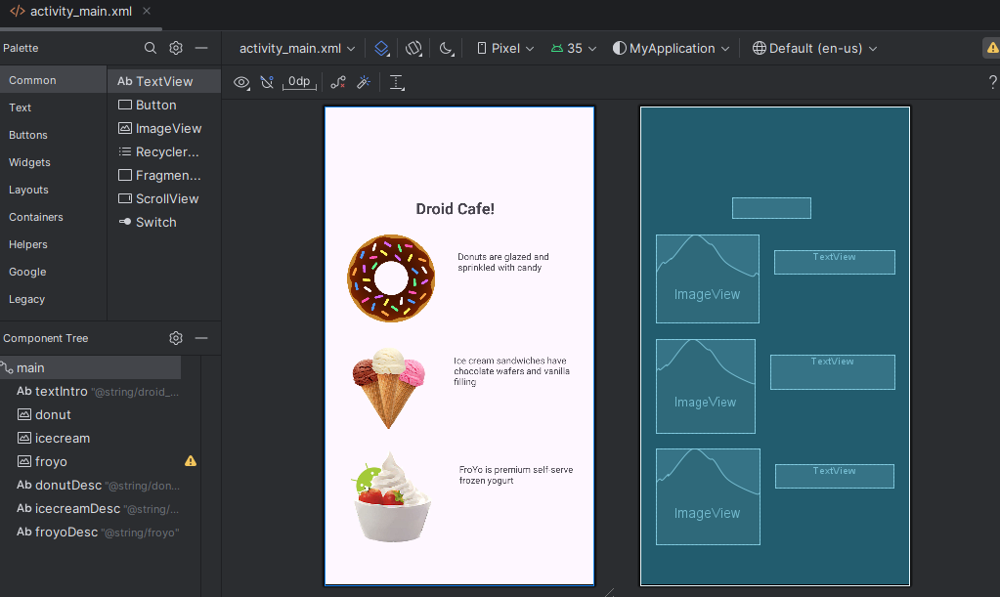 activity_main.xml
Palette
Common
Text
Buttons
Widgets
Layouts
Containers
Helpers
Google
Legacy
Ab TextView
Button
ImageView
Recycler...
Fragmen...
ScrollView
Switch
Component Tree
main
Ab textIntro "@string/droid_...
donut
icecream
froyo
Ab donutDesc "@string/don...
Ab icecreamDesc "@string/...
Ab froyoDesc "@string/froyo"
activity_main.xml
Pixel
35
MyApplication
Default (en-us)
0dp
?
Droid Cafe!
Donuts are glazed and
sprinkled with candy
Ice cream sandwiches have
chocolate wafers and vanilla
filling
FroYo is premium self-serve
frozen yogurt
ImageView
TextView
ImageView
TextView
ImageView
TextView